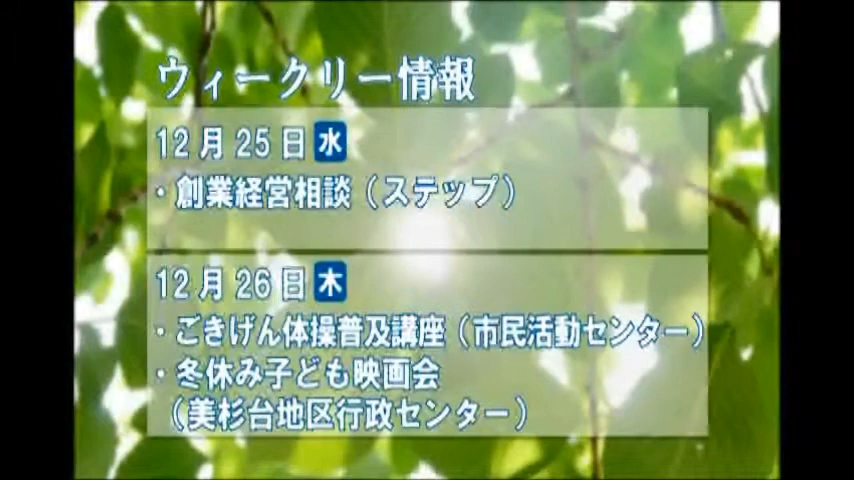 ウィークリー情報
12月25日 水
・創業経営相談（ステップ）
12月26日 木
・ごきげん体操普及講座（市民活動センター）
・冬休み子ども映画会
（美杉台地区行政センター）